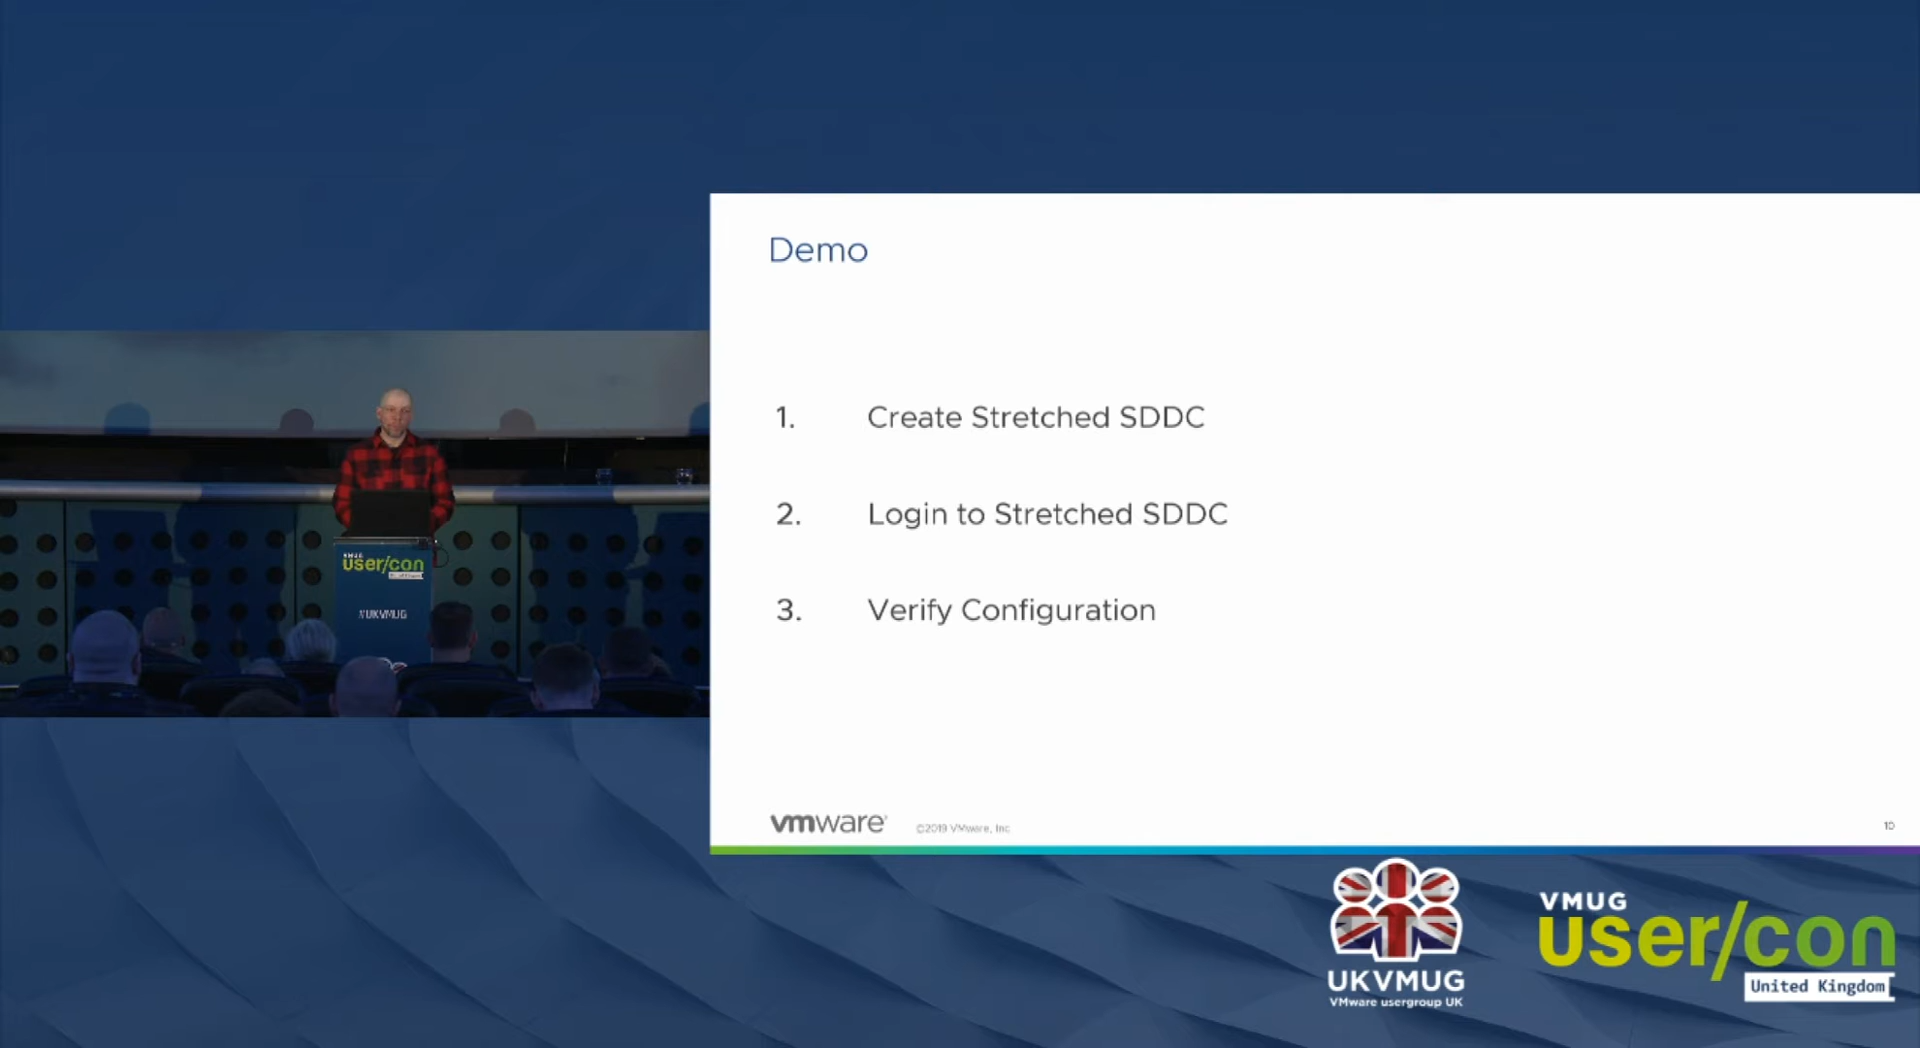 Demo
1. Create Stretched SDDC
2. Login to Stretched SDDC
3. Verify Configuration
vmware®
©2019 VMware, Inc
10
VMUG
user/con
#UKVMUG
UKVMUG
VMware usergroup UK
VMUG
user/con
United Kingdom